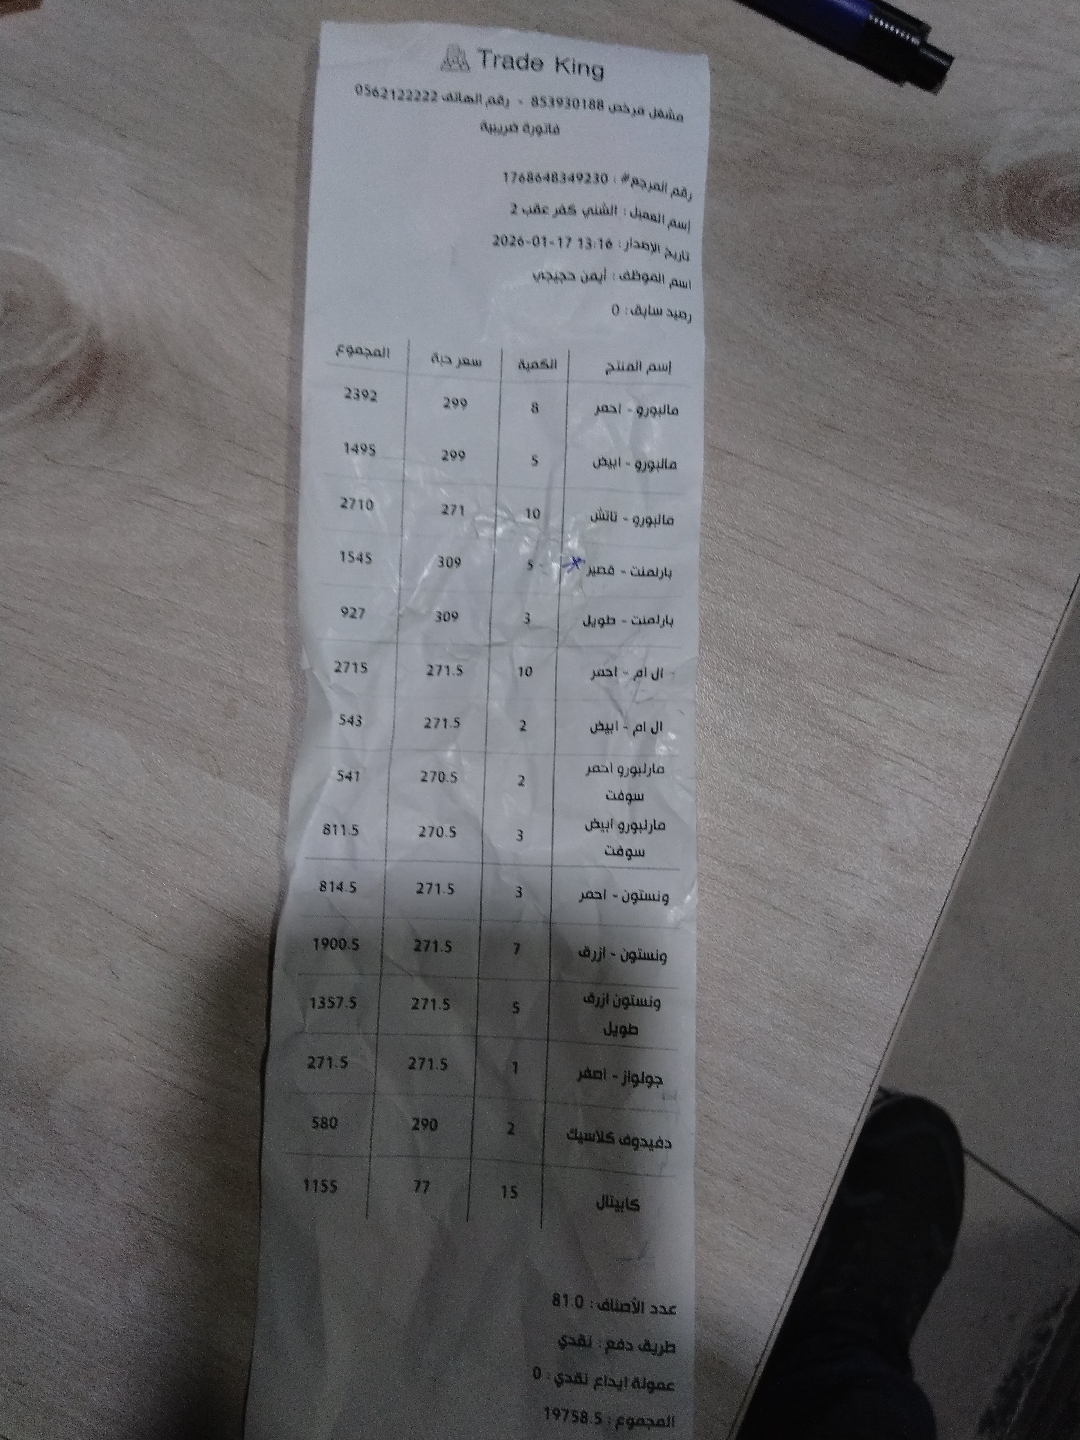 Trade King
مشغل مرخص 853930188 - رقم الهاتف 0562122222
فاتورة ضريبية
رقم المرجع# : 1768648349230
إسم العميل : الشني كفر عقب 2
تاريخ الإصدار : 2026-01-17 13:16
اسم الموظف : أيمن حجيجي
رصيد سابق : 0
إسم المنتج الكمية سعر حبة المجموع
مالبورو - احمر 8 299 2392
مالبورو - ابيض 5 299 1495
مالبورو - تاتش 10 271 2710
بارلمنت - قصير 5 309 1545
بارلمنت - طويل 3 309 927
ال ام - احمر 10 271.5 2715
ال ام - ابيض 2 271.5 543
مارلبورو احمر سوفت 2 270.5 541
مارلبورو ابيض سوفت 3 270.5 811.5
ونستون - احمر 3 271.5 814.5
ونستون - ازرق 7 271.5 1900.5
ونستون ازرق طويل 5 271.5 1357.5
جولواز - اصفر 1 271.5 271.5
دفيدوف كلاسيك 2 290 580
كابيتال 15 77 1155
عدد الأصناف : 81.0
طريق دفع : نقدي
عمولة ايداع نقدي : 0
المجموع : 19758.5